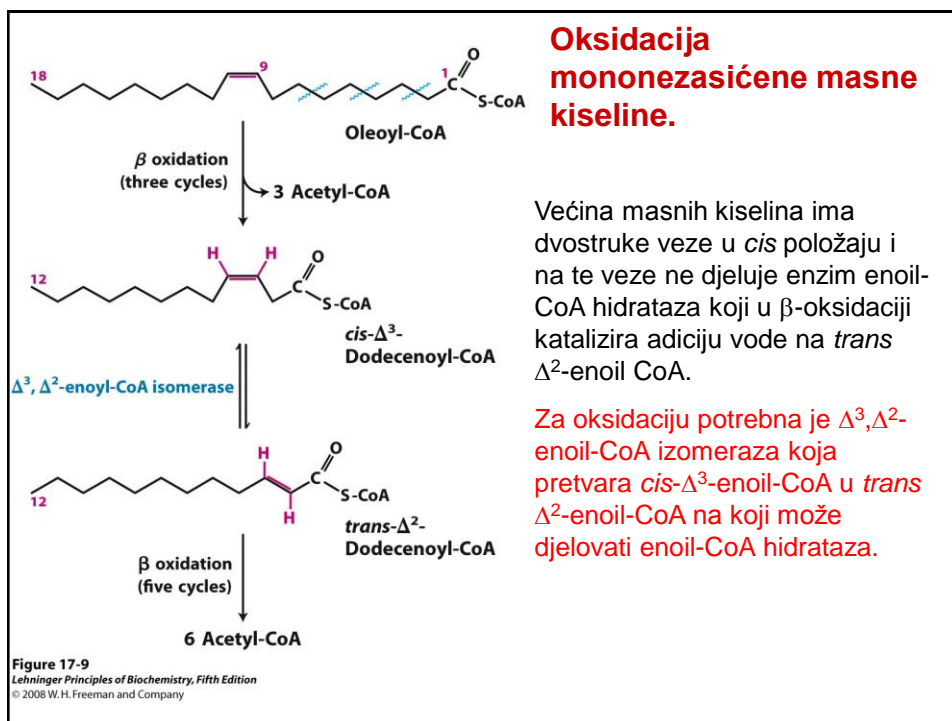 Oksidacija
mononezasićene masne
kiseline.
18
9
1
O
C
S-CoA
Oleoyl-CoA
β oxidation
(three cycles)
3 Acetyl-CoA
H
H
O
12
C
S-CoA
cis-Δ³-
Dodecenoyl-CoA
Δ³, Δ²-enoyl-CoA isomerase
H
O
C
12
S-CoA
H
trans-Δ²-
Dodecenoyl-CoA
β oxidation
(five cycles)
6 Acetyl-CoA
Figure 17-9
Lehninger Principles of Biochemistry, Fifth Edition
© 2008 W. H. Freeman and Company
Većina masnih kiselina ima
dvostruke veze u cis položaju i
na te veze ne djeluje enzim enoil-
CoA hidrataza koji u β-oksidaciji
katalizira adiciju vode na trans
Δ²-enoil CoA.
Za oksidaciju potrebna je Δ³,Δ²-
enoil-CoA izomeraza koja
pretvara cis-Δ³-enoil-CoA u trans
Δ²-enoil-CoA na koji može
djelovati enoil-CoA hidrataza.